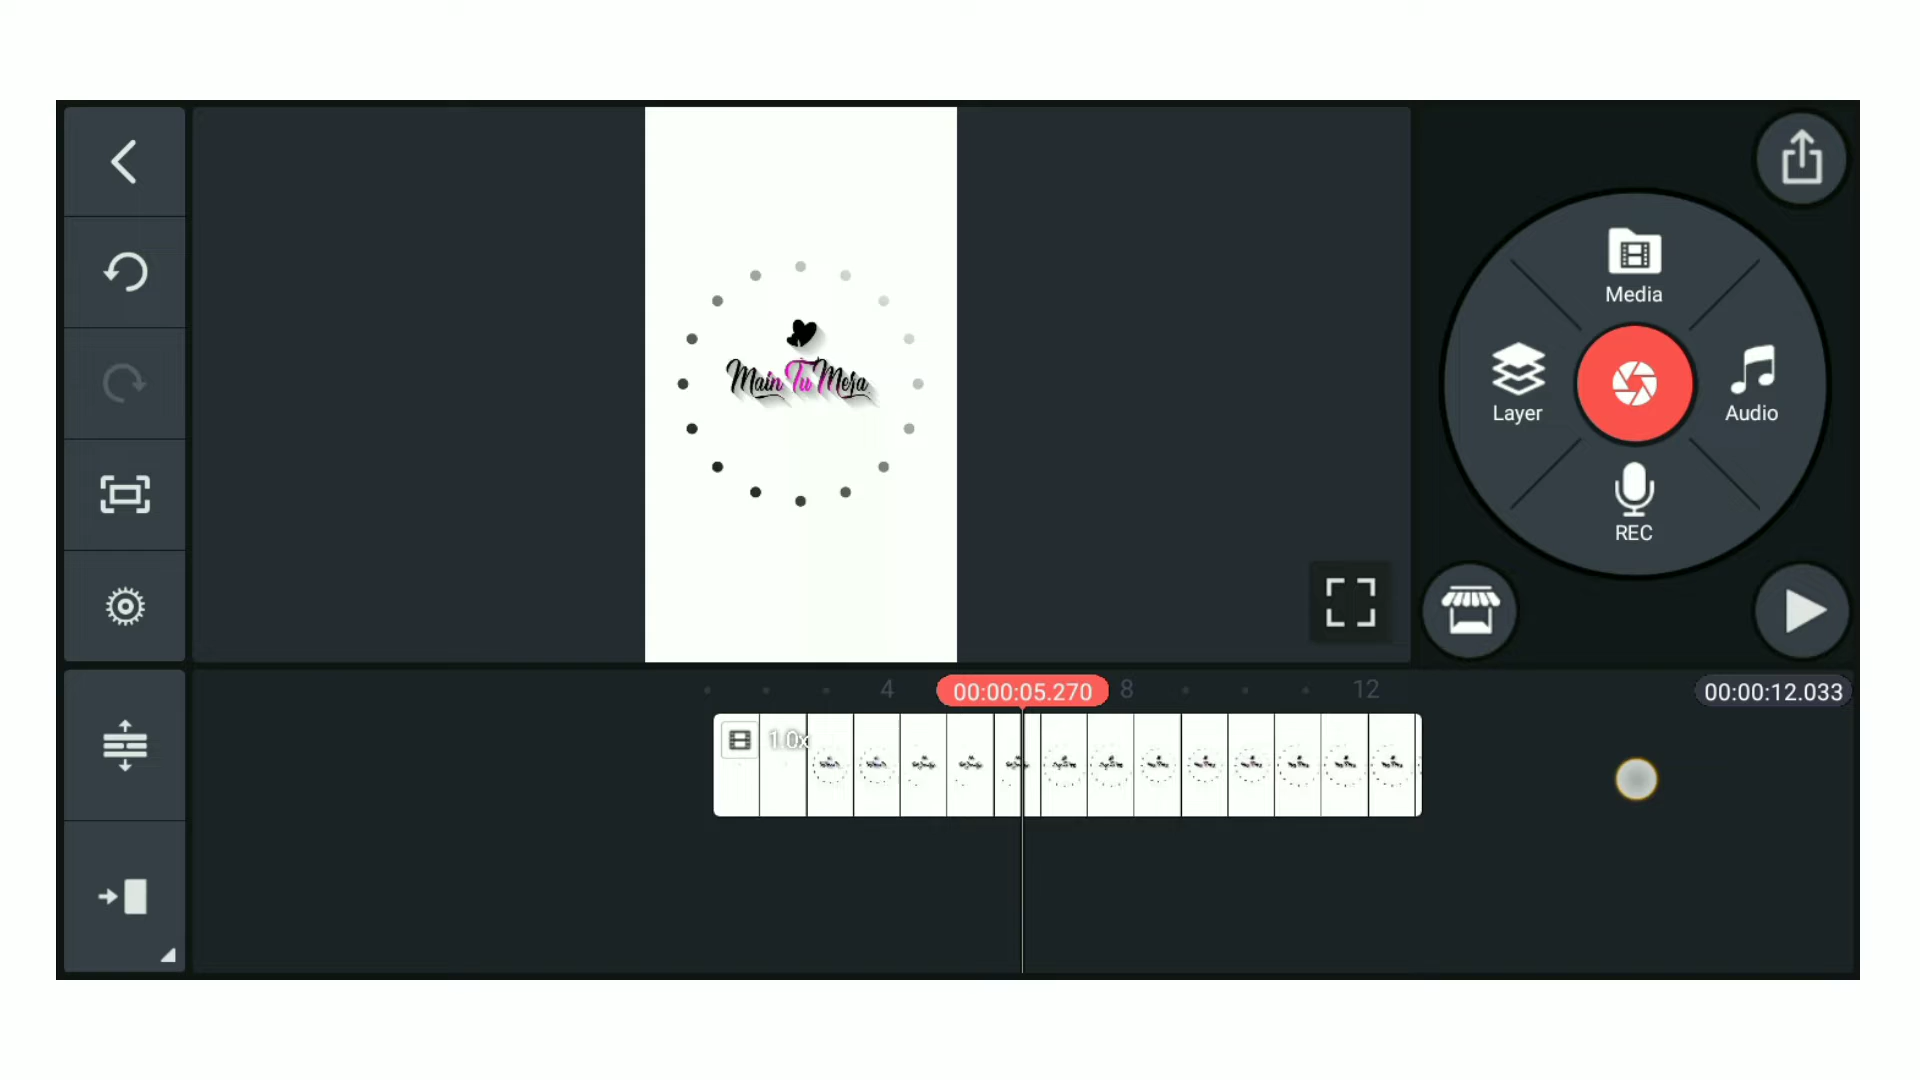 Media
Main Tu Mera
Layer
Audio
REC
4
00:00:05.270
8
12
00:00:12.033
1.0x